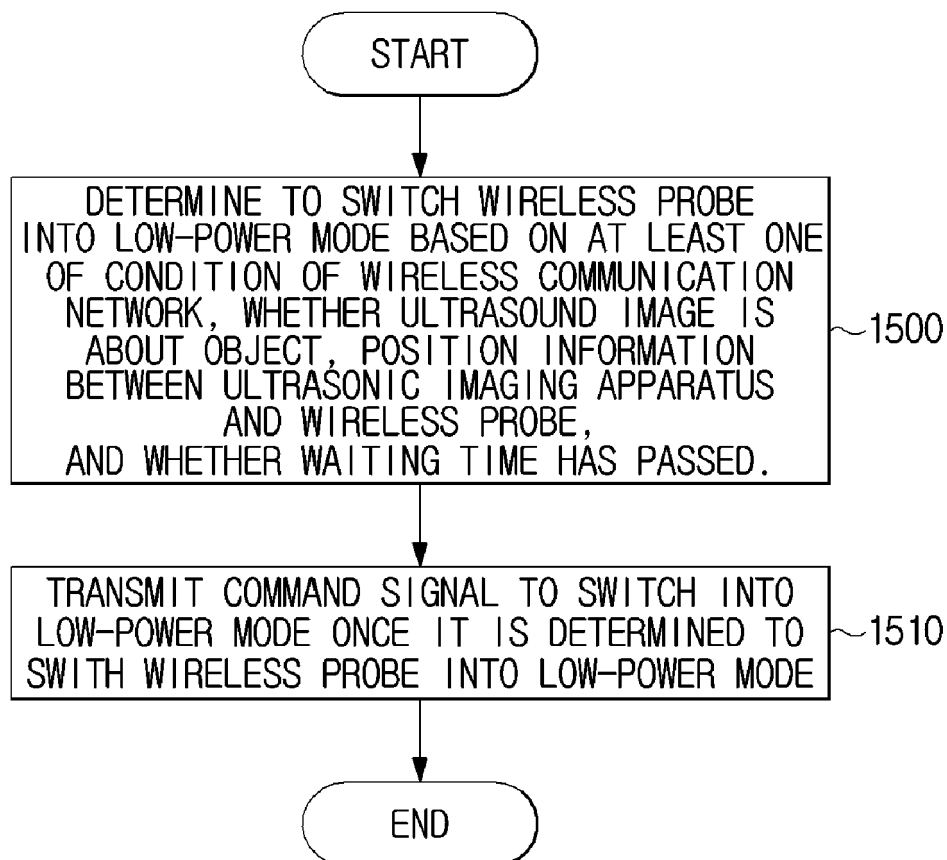 START
DETERMINE TO SWITCH WIRELESS PROBE
INTO LOW-POWER MODE BASED ON AT LEAST ONE
OF CONDITION OF WIRELESS COMMUNICATION
NETWORK, WHETHER ULTRASOUND IMAGE IS
ABOUT OBJECT, POSITION INFORMATION
BETWEEN ULTRASONIC IMAGING APPARATUS
AND WIRELESS PROBE,
AND WHETHER WAITING TIME HAS PASSED.
1500
TRANSMIT COMMAND SIGNAL TO SWITCH INTO
LOW-POWER MODE ONCE IT IS DETERMINED TO
SWITH WIRELESS PROBE INTO LOW-POWER MODE
1510
END